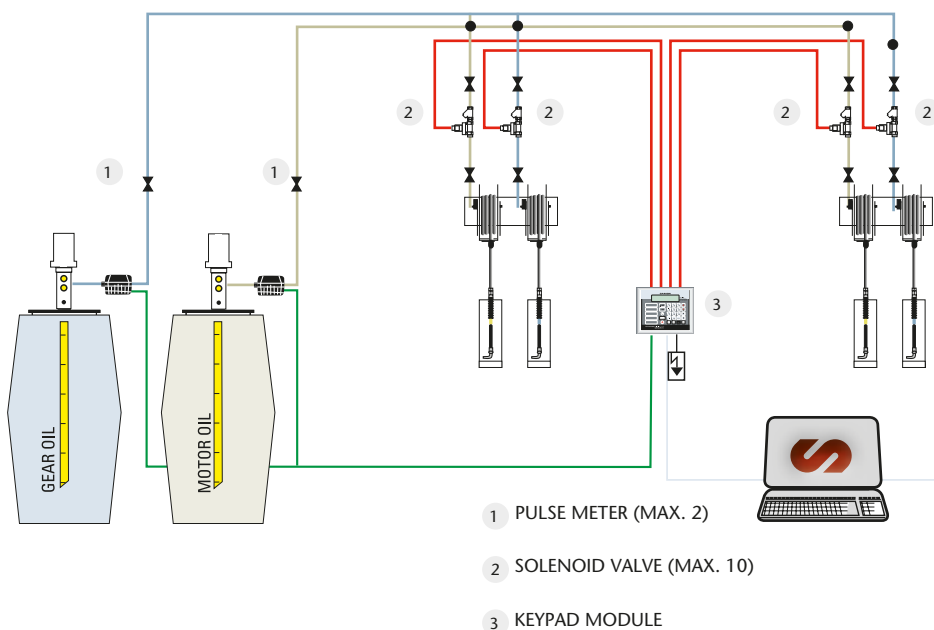 2
2
2
2
1
1
3
GEAR OIL
MOTOR OIL
1 PULSE METER (MAX. 2)
2 SOLENOID VALVE (MAX. 10)
3 KEYPAD MODULE